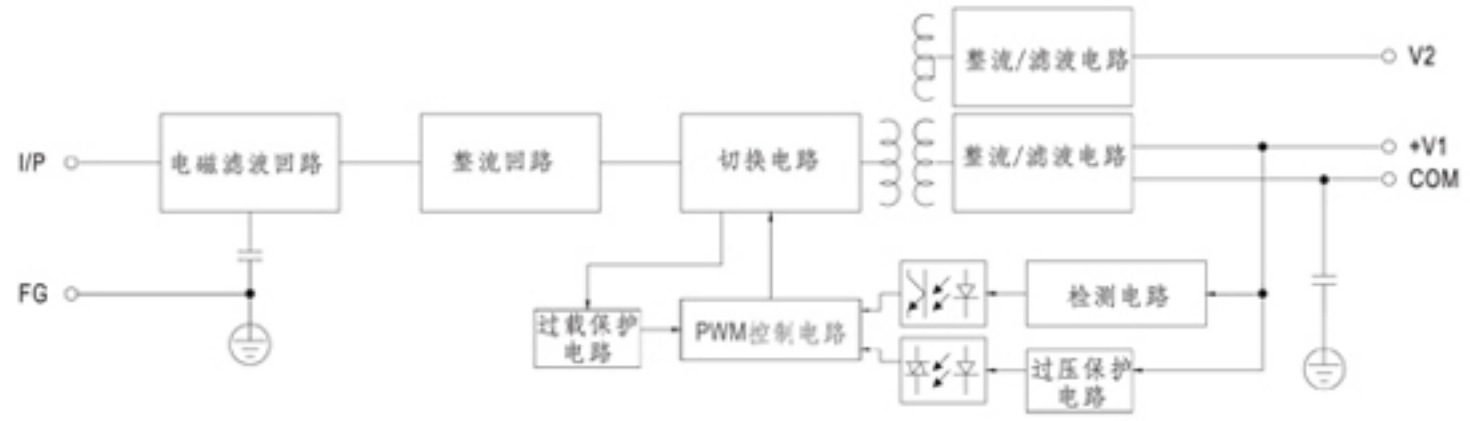 整流/滤波电路
V2
I/P
电磁滤波回路
整流回路
切换电路
整流/滤波电路
+V1
COM
FG
过载保护
电路
PWM控制电路
检测电路
过压保护
电路